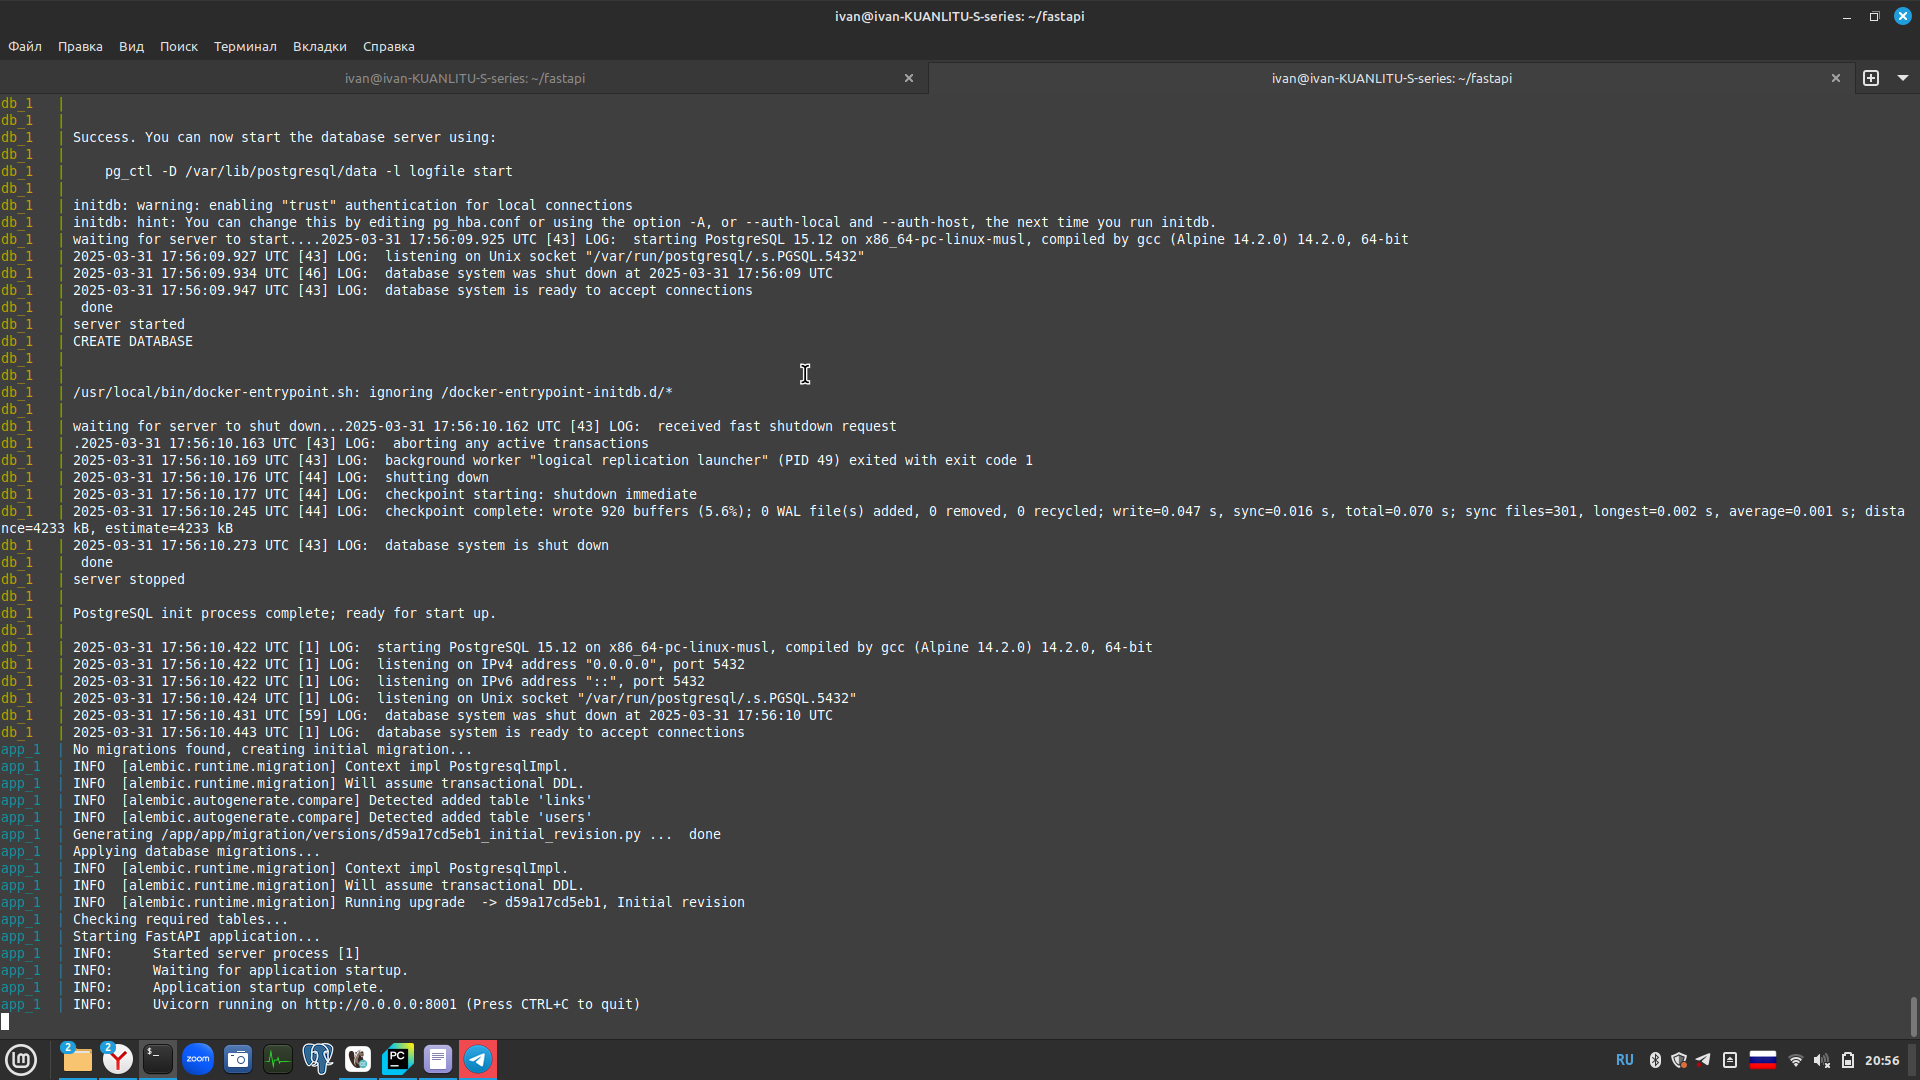 ivan@ivan-KUANLITU-S-series: ~/fastapi
Файл Правка Вид Поиск Терминал Вкладки Справка
ivan@ivan-KUANLITU-S-series: ~/fastapi
ivan@ivan-KUANLITU-S-series: ~/fastapi
db_1 |
db_1 |
db_1 | Success. You can now start the database server using:
db_1 |
db_1 | pg_ctl -D /var/lib/postgresql/data -l logfile start
db_1 |
db_1 | initdb: warning: enabling "trust" authentication for local connections
db_1 | initdb: hint: You can change this by editing pg_hba.conf or using the option -A, or --auth-local and --auth-host, the next time you run initdb.
db_1 | waiting for server to start....2025-03-31 17:56:09.925 UTC [43] LOG:  starting PostgreSQL 15.12 on x86_64-pc-linux-musl, compiled by gcc (Alpine 14.2.0) 14.2.0, 64-bit
db_1 | 2025-03-31 17:56:09.927 UTC [43] LOG:  listening on Unix socket "/var/run/postgresql/.s.PGSQL.5432"
db_1 | 2025-03-31 17:56:09.934 UTC [46] LOG:  database system was shut down at 2025-03-31 17:56:09 UTC
db_1 | 2025-03-31 17:56:09.947 UTC [43] LOG:  database system is ready to accept connections
db_1 |  done
db_1 | server started
db_1 | CREATE DATABASE
db_1 |
db_1 |
db_1 | /usr/local/bin/docker-entrypoint.sh: ignoring /docker-entrypoint-initdb.d/*
db_1 |
db_1 | waiting for server to shut down...2025-03-31 17:56:10.162 UTC [43] LOG:  received fast shutdown request
db_1 | .2025-03-31 17:56:10.163 UTC [43] LOG:  aborting any active transactions
db_1 | 2025-03-31 17:56:10.169 UTC [43] LOG:  background worker "logical replication launcher" (PID 49) exited with exit code 1
db_1 | 2025-03-31 17:56:10.176 UTC [44] LOG:  shutting down
db_1 | 2025-03-31 17:56:10.177 UTC [44] LOG:  checkpoint starting: shutdown immediate
db_1 | 2025-03-31 17:56:10.245 UTC [44] LOG:  checkpoint complete: wrote 920 buffers (5.6%); 0 WAL file(s) added, 0 removed, 0 recycled; write=0.047 s, sync=0.016 s, total=0.070 s; sync files=301, longest=0.002 s, average=0.001 s; dista
nce=4233 kB, estimate=4233 kB
db_1 | 2025-03-31 17:56:10.273 UTC [43] LOG:  database system is shut down
db_1 |  done
db_1 | server stopped
db_1 |
db_1 | PostgreSQL init process complete; ready for start up.
db_1 |
db_1 | 2025-03-31 17:56:10.422 UTC [1] LOG:  starting PostgreSQL 15.12 on x86_64-pc-linux-musl, compiled by gcc (Alpine 14.2.0) 14.2.0, 64-bit
db_1 | 2025-03-31 17:56:10.422 UTC [1] LOG:  listening on IPv4 address "0.0.0.0", port 5432
db_1 | 2025-03-31 17:56:10.422 UTC [1] LOG:  listening on IPv6 address "::", port 5432
db_1 | 2025-03-31 17:56:10.424 UTC [1] LOG:  listening on Unix socket "/var/run/postgresql/.s.PGSQL.5432"
db_1 | 2025-03-31 17:56:10.431 UTC [59] LOG:  database system was shut down at 2025-03-31 17:56:10 UTC
db_1 | 2025-03-31 17:56:10.443 UTC [1] LOG:  database system is ready to accept connections
app_1 | No migrations found, creating initial migration...
app_1 | INFO  [alembic.runtime.migration] Context impl PostgresqlImpl.
app_1 | INFO  [alembic.runtime.migration] Will assume transactional DDL.
app_1 | INFO  [alembic.autogenerate.compare] Detected added table 'links'
app_1 | INFO  [alembic.autogenerate.compare] Detected added table 'users'
app_1 | Generating /app/app/migration/versions/d59a17cd5eb1_initial_revision.py ...  done
app_1 | Applying database migrations...
app_1 | INFO  [alembic.runtime.migration] Context impl PostgresqlImpl.
app_1 | INFO  [alembic.runtime.migration] Will assume transactional DDL.
app_1 | INFO  [alembic.runtime.migration] Running upgrade  -> d59a17cd5eb1, Initial revision
app_1 | Checking required tables...
app_1 | Starting FastAPI application...
app_1 | INFO:     Started server process [1]
app_1 | INFO:     Waiting for application startup.
app_1 | INFO:     Application startup complete.
app_1 | INFO:     Uvicorn running on http://0.0.0.0:8001 (Press CTRL+C to quit)
2 2 $_ zoom PC RU 20:56